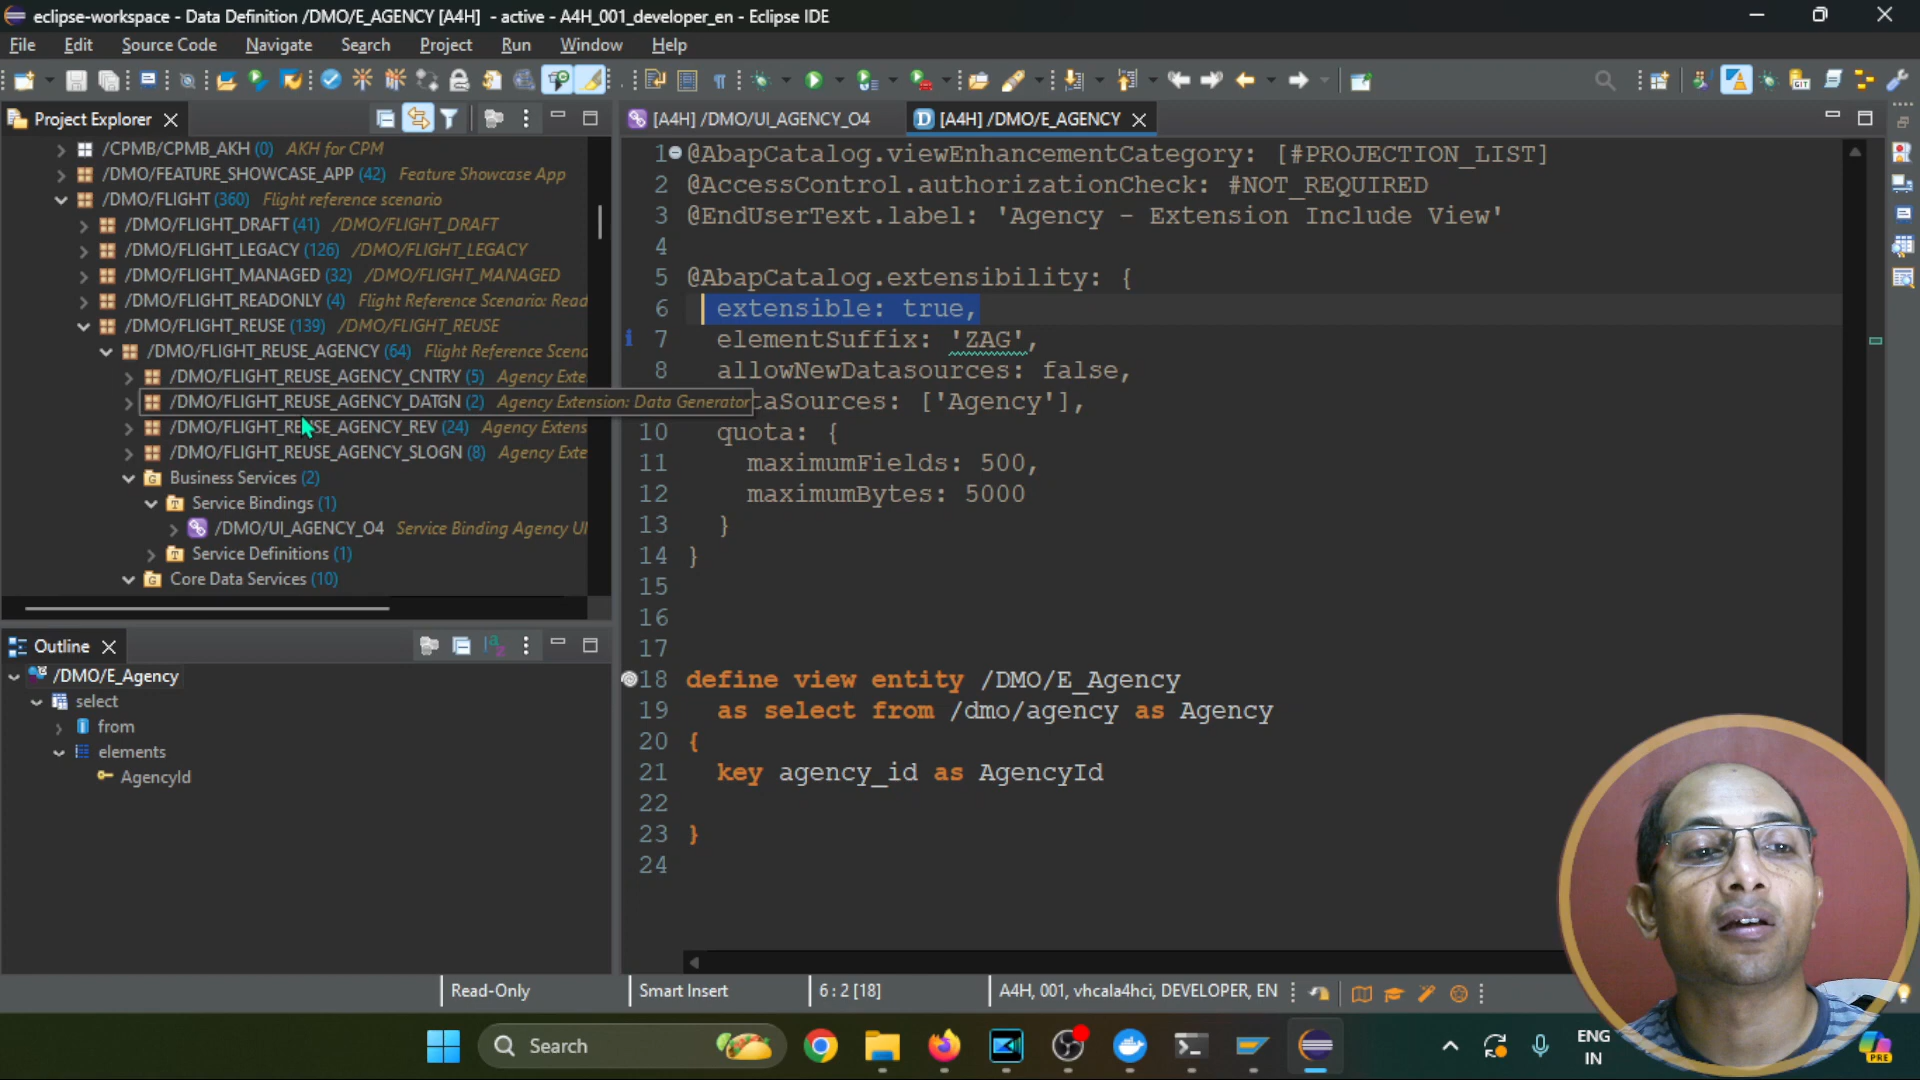 eclipse-workspace - Data Definition /DMO/E_AGENCY [A4H] - active - A4H_001_developer_en - Eclipse IDE
File Edit Source Code Navigate Search Project Run Window Help
Project Explorer
/CPMB/CPMB_AKH (0) AKH for CPM
/DMO/FEATURE_SHOWCASE_APP (42) Feature Showcase App
/DMO/FLIGHT (360) Flight reference scenario
/DMO/FLIGHT_DRAFT (41) /DMO/FLIGHT_DRAFT
/DMO/FLIGHT_LEGACY (126) /DMO/FLIGHT_LEGACY
/DMO/FLIGHT_MANAGED (32) /DMO/FLIGHT_MANAGED
/DMO/FLIGHT_READONLY (4) Flight Reference Scenario: Read
/DMO/FLIGHT_REUSE (139) /DMO/FLIGHT_REUSE
/DMO/FLIGHT_REUSE_AGENCY (64) Flight Reference Scena
/DMO/FLIGHT_REUSE_AGENCY_CNTRY (5) Agency Exte
/DMO/FLIGHT_REUSE_AGENCY_DATGN (2) Agency Extension: Data Generator
/DMO/FLIGHT_REUSE_AGENCY_REV (24) Agency Extens
/DMO/FLIGHT_REUSE_AGENCY_SLOGN (8) Agency Exte
Business Services (2)
Service Bindings (1)
/DMO/UI_AGENCY_O4 Service Binding Agency UI
Service Definitions (1)
Core Data Services (10)
Outline
/DMO/E_Agency
select
from
elements
AgencyId
[A4H] /DMO/UI_AGENCY_O4
[A4H] /DMO/E_AGENCY
1 @AbapCatalog.viewEnhancementCategory: [#PROJECTION_LIST]
2 @AccessControl.authorizationCheck: #NOT_REQUIRED
3 @EndUserText.label: 'Agency - Extension Include View'
4
5 @AbapCatalog.extensibility: {
6 extensible: true,
7 elementSuffix: 'ZAG',
8 allowNewDatasources: false,
taSources: ['Agency'],
10 quota: {
11 maximumFields: 500,
12 maximumBytes: 5000
13 }
14 }
15
16
17
18 define view entity /DMO/E_Agency
19 as select from /dmo/agency as Agency
20 {
21 key agency_id as AgencyId
22
23 }
24
Read-Only Smart Insert 6 : 2 [18] A4H, 001, vhcala4hci, DEVELOPER, EN
Search
ENG
IN
PRE